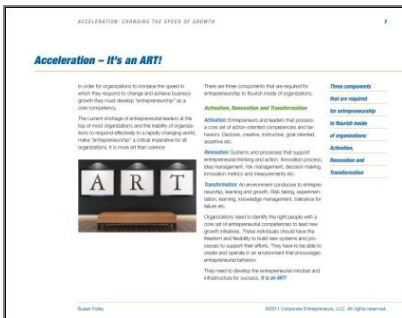 ACCELERATION: CHANGING THE SPEED OF GROWTH
Acceleration – It's an ART!
In order for organizations to increase the speed in
which they respond to change and achieve business
growth they must develop "entrepreneurship" as a
core competency.
The current shortage of entrepreneurial leaders at the
top of most organizations and the inability of organiza-
tions to respond effectively to a rapidly changing world,
make "entrepreneurship" a critical imperative for all
organizations. It is more art than science.
A R T
There are three components that are required for
entrepreneurship to flourish inside of organizations.
Activation, Renovation and Transformation
Activation: Entrepreneurs and leaders that possess
a core set of action-oriented competencies and be-
haviors. Decisive, creative, instructive, goal oriented,
assertive etc.
Renovation: Systems and processes that support
entrepreneurial thinking and action. Innovation process,
idea management, risk management, decision making,
innovation metrics and measurements etc.
Transformation: An environment conducive to entrepre-
neurship, learning and growth. Risk taking, experimen-
tation, learning, knowledge management, tolerance for
failure etc.
Organizations need to identify the right people with a
core set of entrepreneurial competencies to lead new
growth initiatives. These individuals should have the
freedom and flexibility to build new systems and pro-
cesses to support their efforts. They have to be able to
create and operate in an environment that encourages
entrepreneurial behavior.
They need to develop the entrepreneurial mindset and
infrastructure for success. It is an ART!
Three components
that are required
for entrepreneurship
to flourish inside
of organizations:
Activation,
Renovation and
Transformation
Susan Foley
©2011 Corporate Entrepreneurs, LLC. All rights reserved.